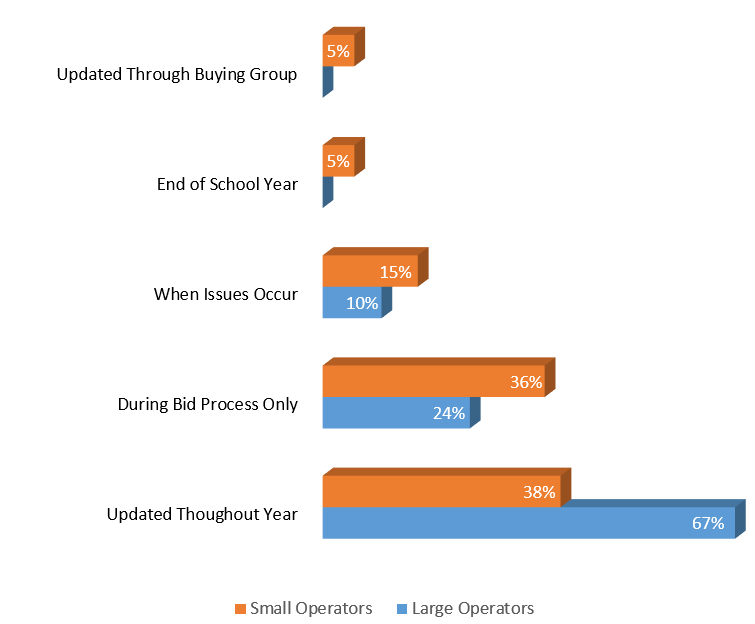 5%
Updated Through Buying Group
5%
End of School Year
15%
When Issues Occur
10%
36%
During Bid Process Only
24%
38%
Updated Thoughout Year
67%
Small Operators Large Operators